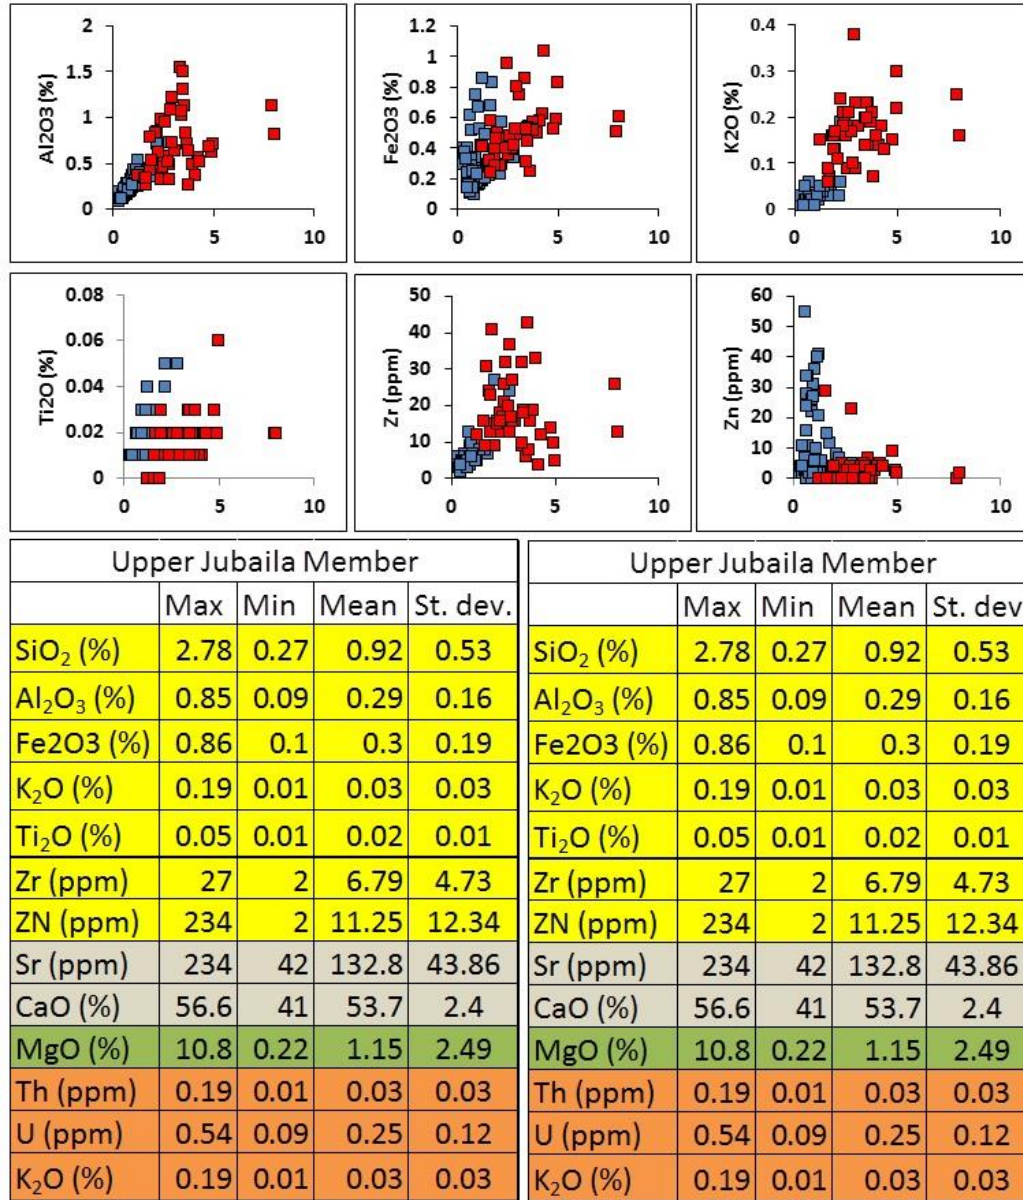 Al2O3 (%)
2
1.5
1
0.5
0
0 5 10
Fe2O3 (%)
1.2
1
0.8
0.6
0.4
0.2
0
0 5 10
K2O (%)
0.4
0.3
0.2
0.1
0
0 5 10
Ti2O (%)
0.08
0.06
0.04
0.02
0
0 5 10
Zr (ppm)
50
40
30
20
10
0
0 5 10
Zn (ppm)
60
50
40
30
20
10
0
0 5 10
Upper Jubaila Member
Max Min Mean St. dev.
SiO₂ (%) 2.78 0.27 0.92 0.53
Al₂O₃ (%) 0.85 0.09 0.29 0.16
Fe2O3 (%) 0.86 0.1 0.3 0.19
K₂O (%) 0.19 0.01 0.03 0.03
Ti₂O (%) 0.05 0.01 0.02 0.01
Zr (ppm) 27 2 6.79 4.73
ZN (ppm) 234 2 11.25 12.34
Sr (ppm) 234 42 132.8 43.86
CaO (%) 56.6 41 53.7 2.4
MgO (%) 10.8 0.22 1.15 2.49
Th (ppm) 0.19 0.01 0.03 0.03
U (ppm) 0.54 0.09 0.25 0.12
K₂O (%) 0.19 0.01 0.03 0.03
Upper Jubaila Member
Max Min Mean St. dev
SiO₂ (%) 2.78 0.27 0.92 0.53
Al₂O₃ (%) 0.85 0.09 0.29 0.16
Fe2O3 (%) 0.86 0.1 0.3 0.19
K₂O (%) 0.19 0.01 0.03 0.03
Ti₂O (%) 0.05 0.01 0.02 0.01
Zr (ppm) 27 2 6.79 4.73
ZN (ppm) 234 2 11.25 12.34
Sr (ppm) 234 42 132.8 43.86
CaO (%) 56.6 41 53.7 2.4
MgO (%) 10.8 0.22 1.15 2.49
Th (ppm) 0.19 0.01 0.03 0.03
U (ppm) 0.54 0.09 0.25 0.12
K₂O (%) 0.19 0.01 0.03 0.03